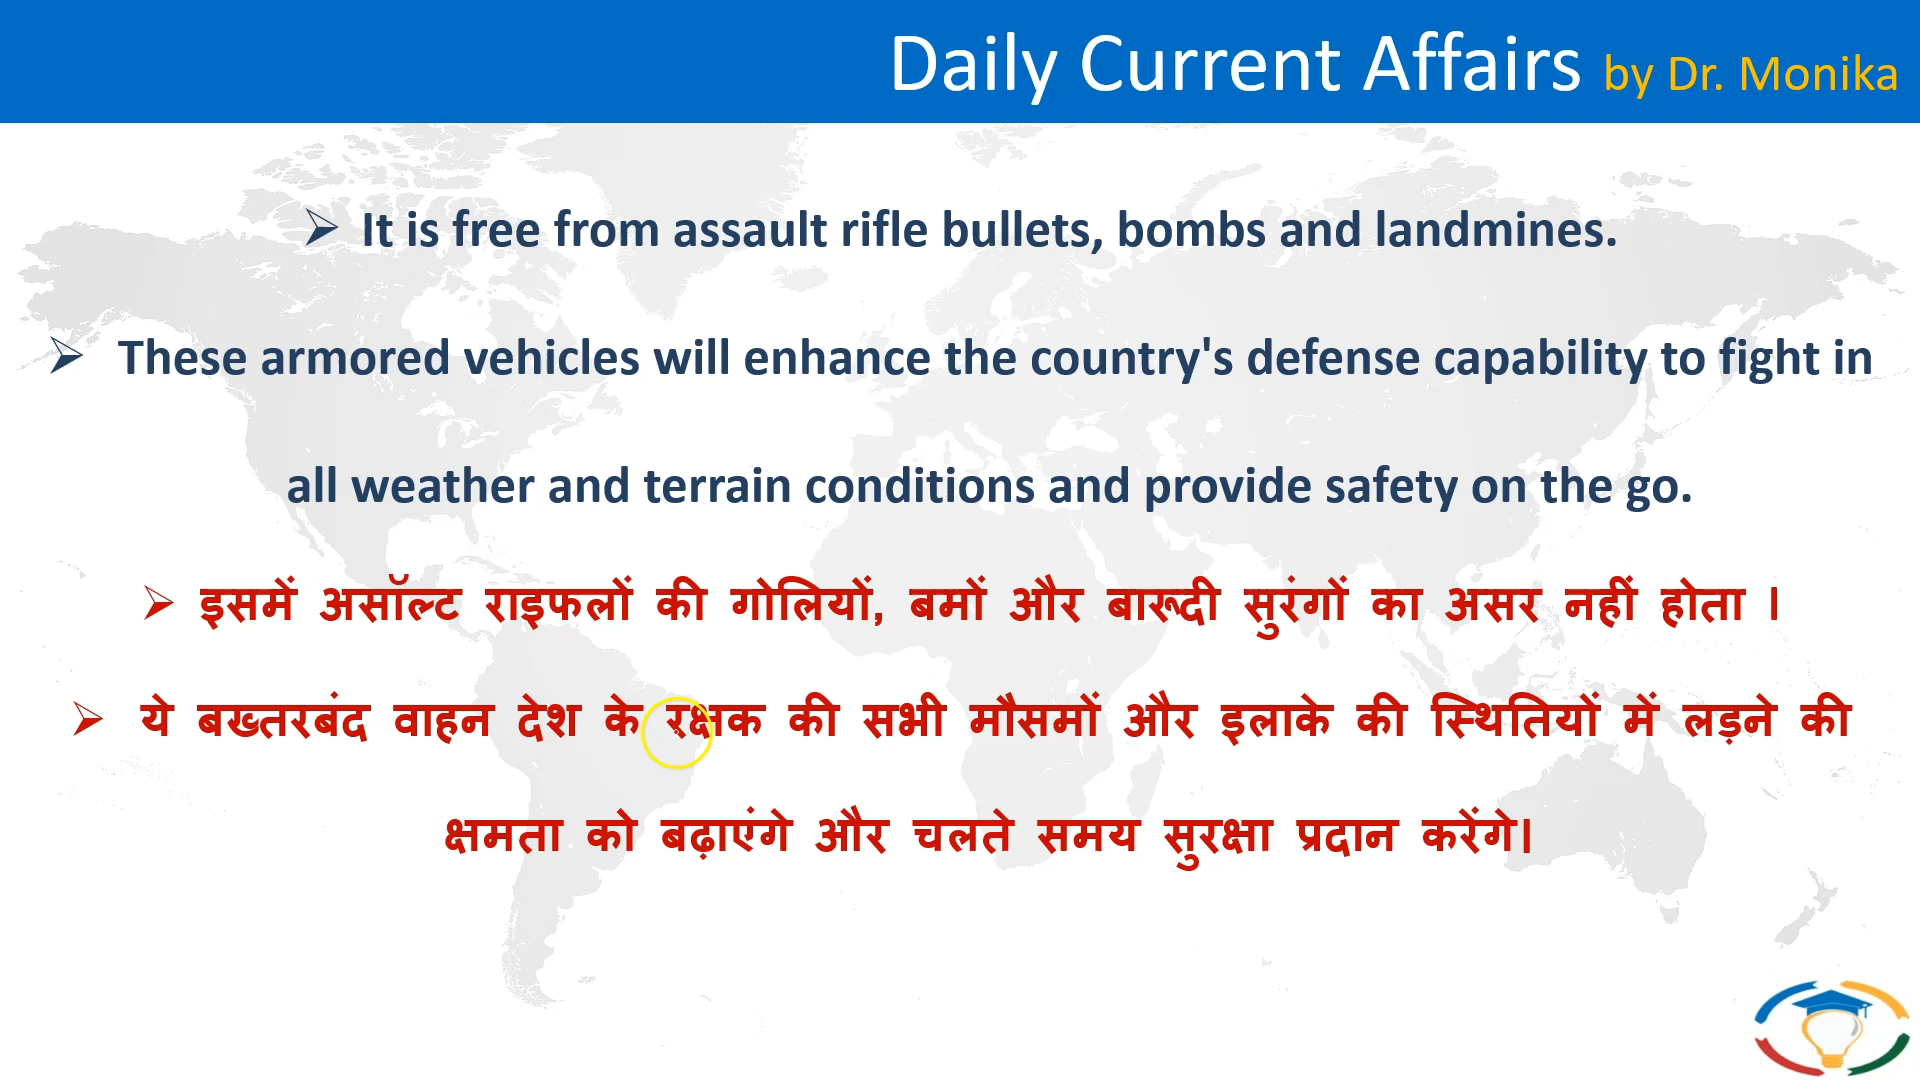 Daily Current Affairs by Dr. Monika
➢ It is free from assault rifle bullets, bombs and landmines.
➢ These armored vehicles will enhance the country's defense capability to fight in
all weather and terrain conditions and provide safety on the go.
➢ इसमें असॉल्ट राइफलों की गोलियों, बमों और बारूदी सुरंगों का असर नहीं होता ।
➢ ये बख्तरबंद वाहन देश के रक्षक की सभी मौसमों और इलाके की स्थितियों में लड़ने की
क्षमता को बढ़ाएंगे और चलते समय सुरक्षा प्रदान करेंगे।